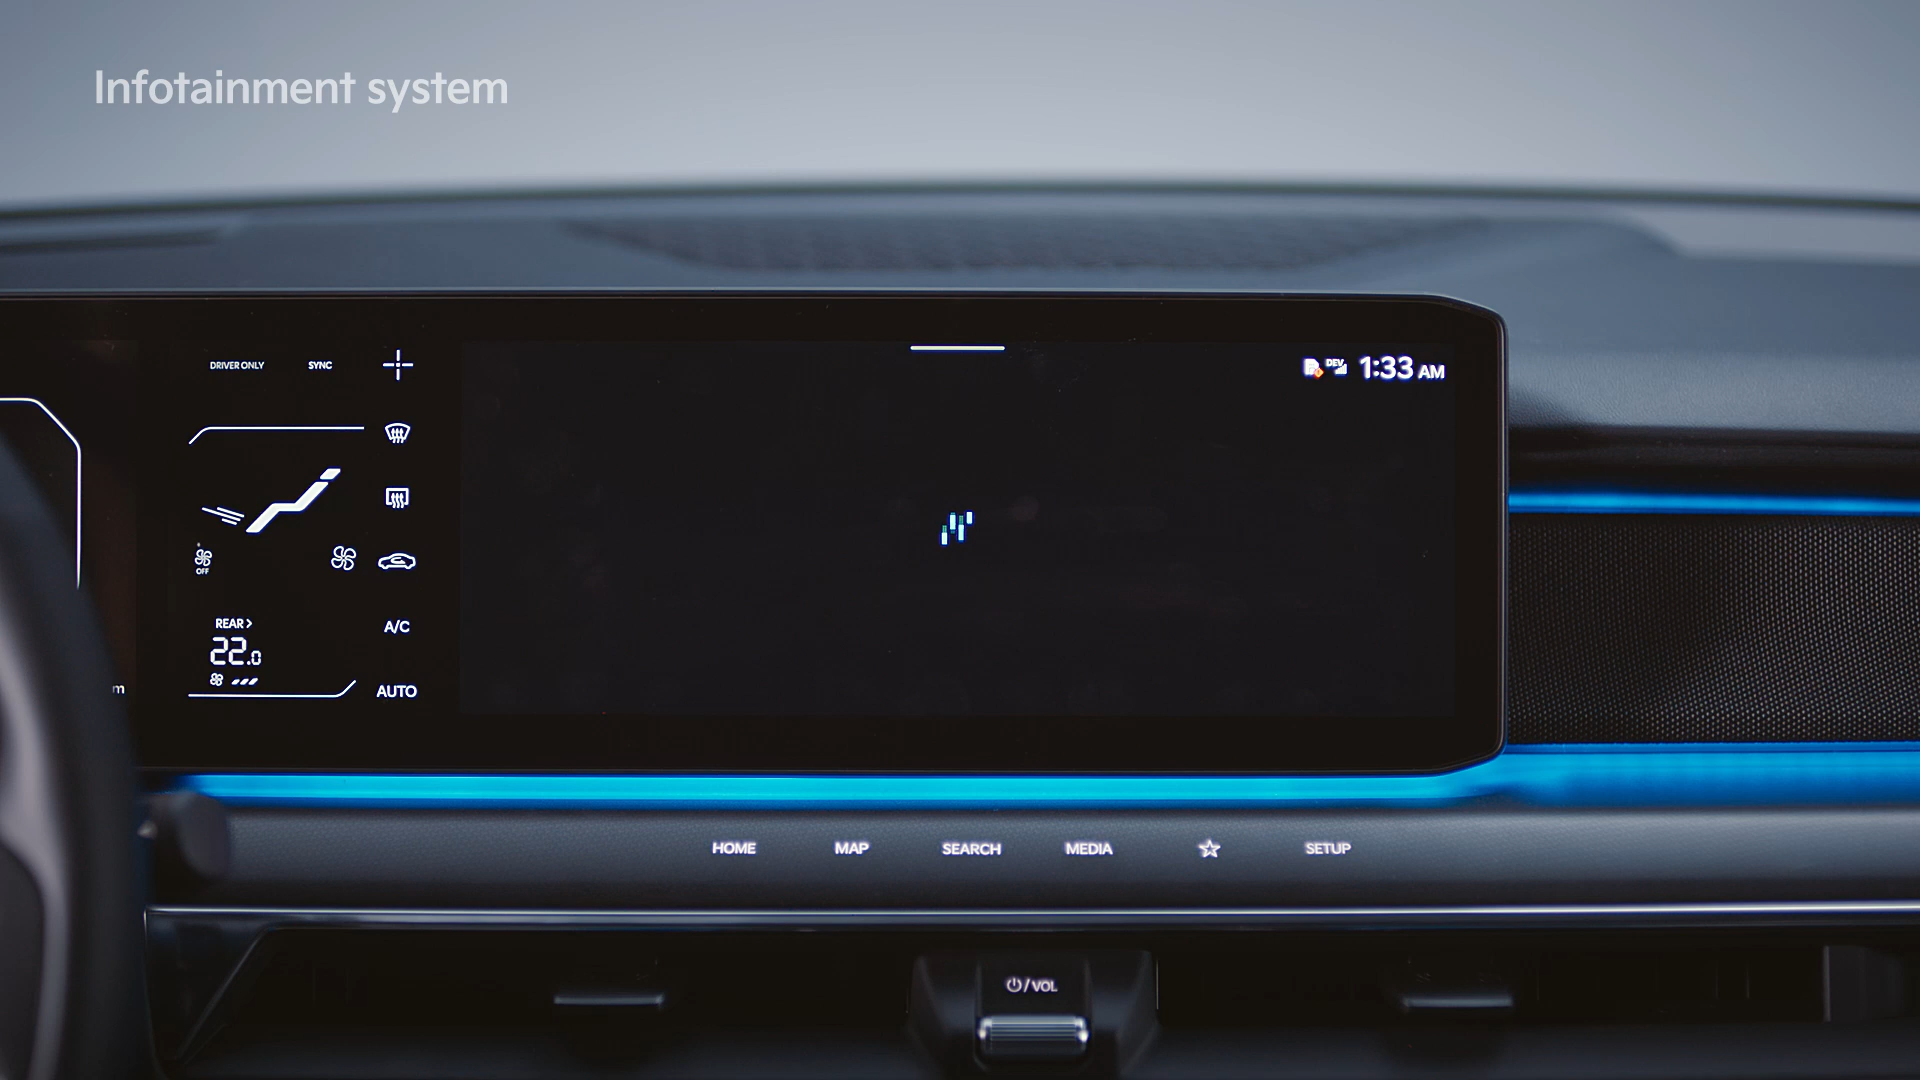 Infotainment system
DRIVER ONLY SYNC
DEV 1:33 AM
OFF
REAR >
22.0
A/C
AUTO
m
HOME MAP SEARCH MEDIA ☆ SETUP
⏻/VOL